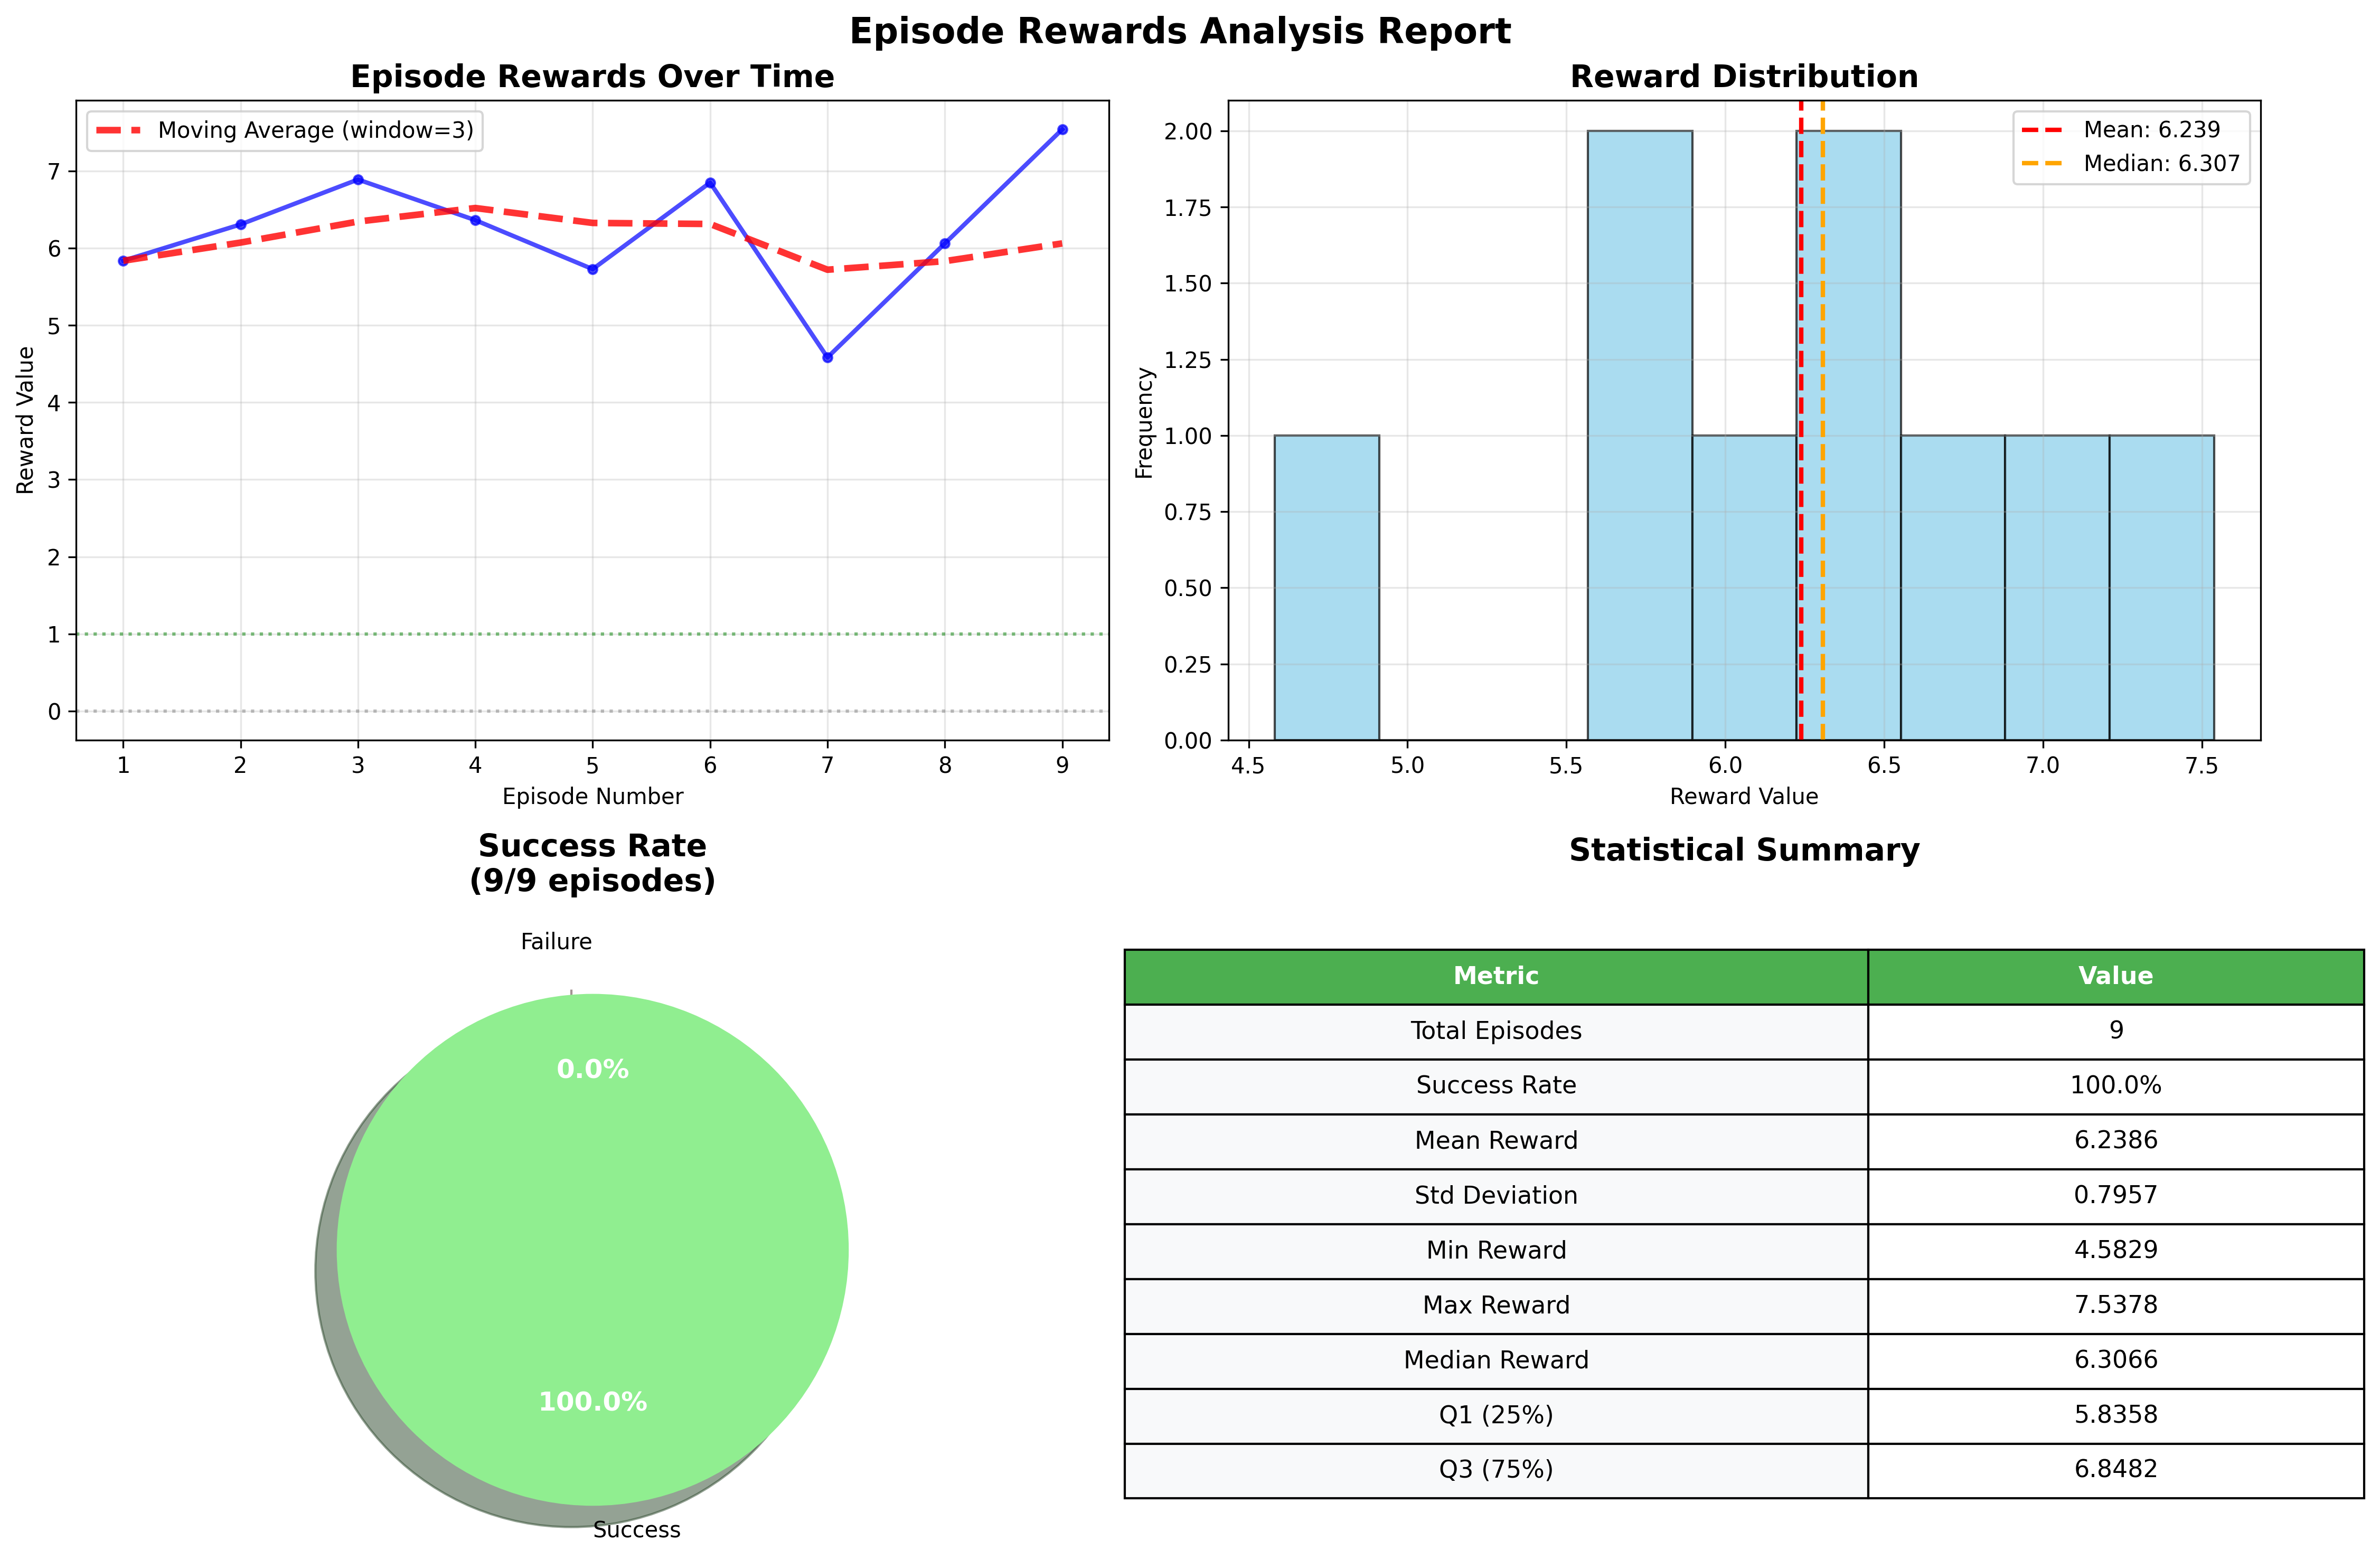 Episode Rewards Analysis Report
Episode Rewards Over Time
Moving Average (window=3)
Reward Value
7
6
5
4
3
2
1
0
1 2 3 4 5 6 7 8 9
Episode Number
Reward Distribution
Mean: 6.239
Median: 6.307
Frequency
2.00
1.75
1.50
1.25
1.00
0.75
0.50
0.25
0.00
4.5 5.0 5.5 6.0 6.5 7.0 7.5
Reward Value
Success Rate
(9/9 episodes)
Failure
0.0%
100.0%
Success
Statistical Summary
Metric Value
Total Episodes 9
Success Rate 100.0%
Mean Reward 6.2386
Std Deviation 0.7957
Min Reward 4.5829
Max Reward 7.5378
Median Reward 6.3066
Q1 (25%) 5.8358
Q3 (75%) 6.8482